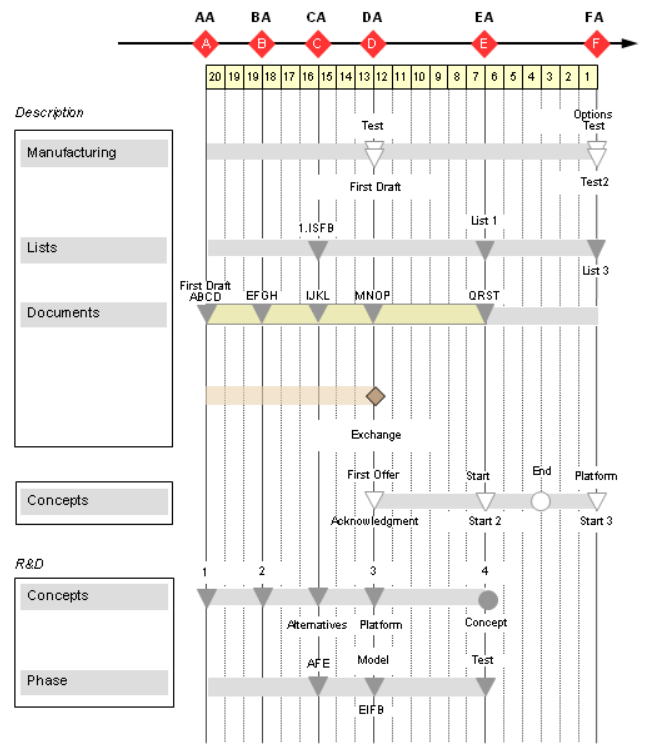 AA BA CA DA EA FA
A B C D E F
20 19 19 18 17 16 15 14 13 12 11 10 9 8 7 6 5 4 3 2 1
Description
Options
Test Test
Manufacturing
First Draft Test2
1.ISFB List 1
Lists
List 3
First Draft
ABCD EFGH IJKL MNOP QRST
Documents
Exchange
First Offer Start End Platform
Concepts
Acknowledgment Start 2 Start 3
R&D
1 2 3 4
Concepts
Alternatives Platform Concept
AFE Model Test
Phase
EIFB